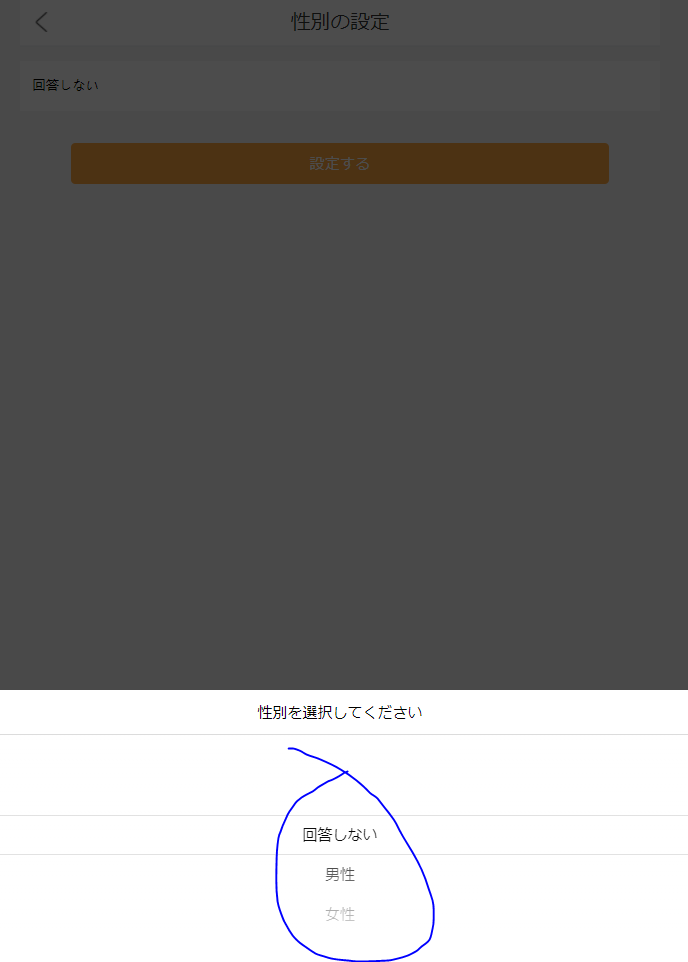 性別の設定
回答しない
設定する
性別を選択してください
回答しない
男性
女性